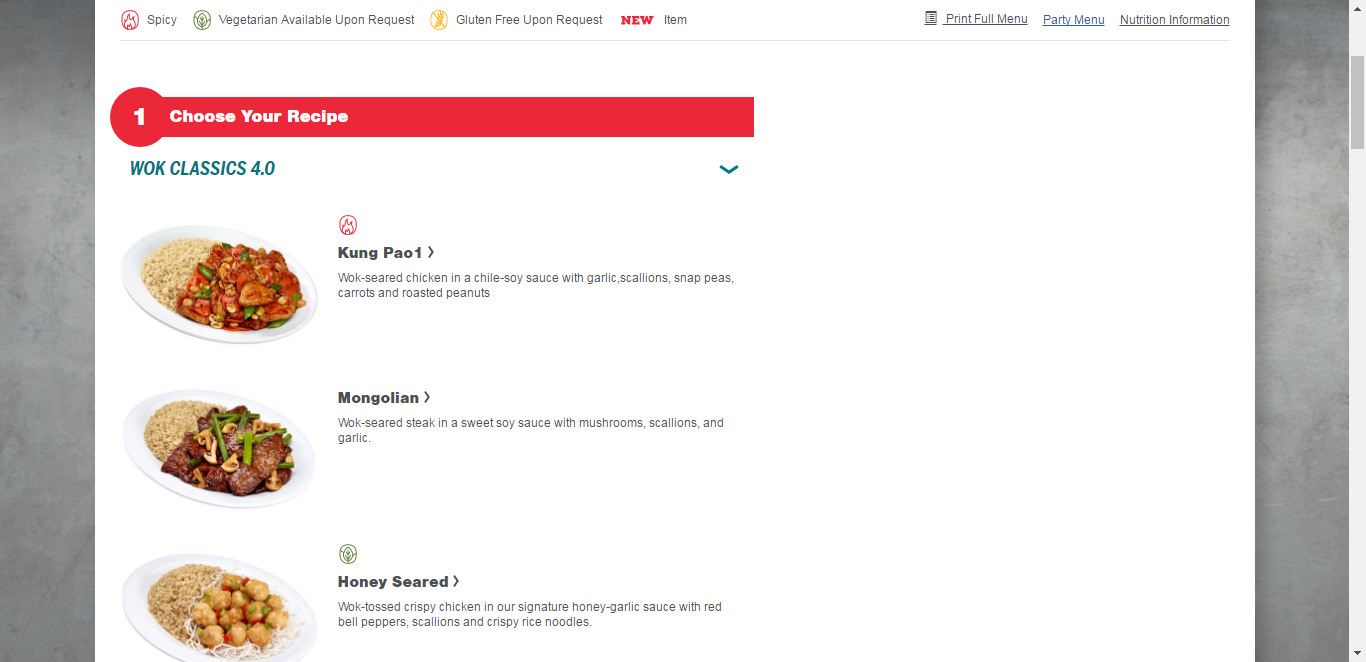 Spicy Vegetarian Available Upon Request Gluten Free Upon Request NEW Item Print Full Menu Party Menu Nutrition Information
1 Choose Your Recipe
WOK CLASSICS 4.0
Kung Pao1
Wok-seared chicken in a chile-soy sauce with garlic,scallions, snap peas,
carrots and roasted peanuts
Mongolian
Wok-seared steak in a sweet soy sauce with mushrooms, scallions, and
garlic.
Honey Seared
Wok-tossed crispy chicken in our signature honey-garlic sauce with red
bell peppers, scallions and crispy rice noodles.